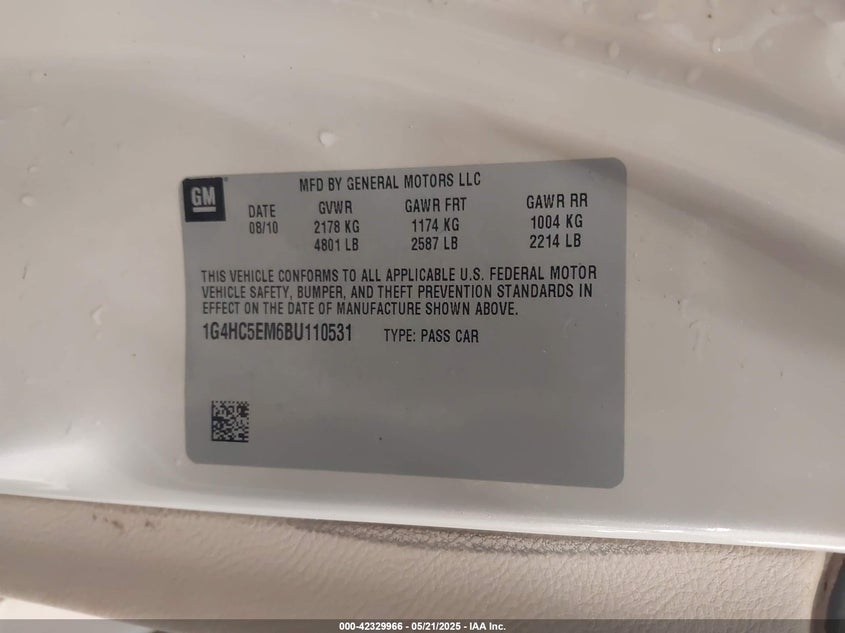 GM
MFD BY GENERAL MOTORS LLC
DATE GVWR GAWR FRT GAWR RR
08/10 2178 KG 1174 KG 1004 KG
4801 LB 2587 LB 2214 LB
THIS VEHICLE CONFORMS TO ALL APPLICABLE U.S. FEDERAL MOTOR
VEHICLE SAFETY, BUMPER, AND THEFT PREVENTION STANDARDS IN
EFFECT ON THE DATE OF MANUFACTURE SHOWN ABOVE.
1G4HC5EM6BU110531 TYPE: PASS CAR
000-42329966 - 05/21/2025 - IAA Inc.